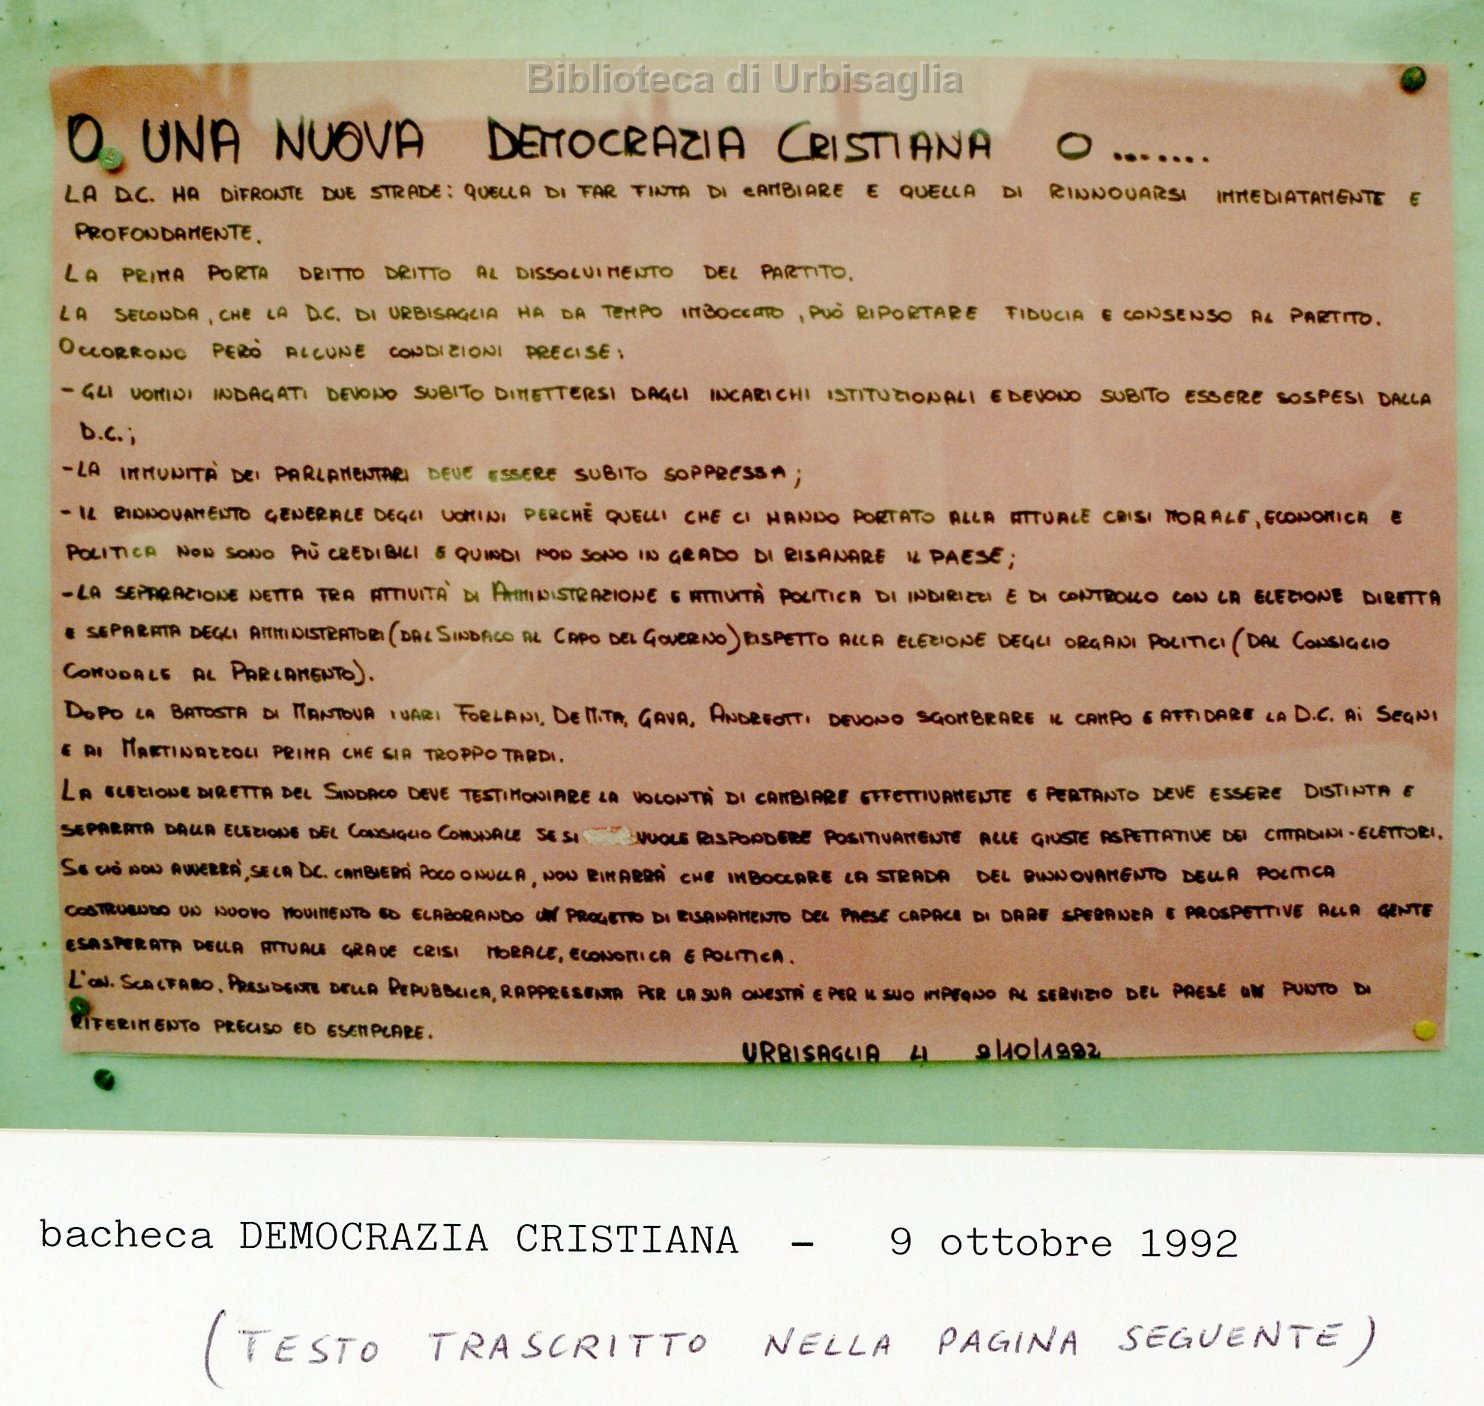 Biblioteca di Urbisaglia
O UNA NUOVA DEMOCRAZIA CRISTIANA O .......
LA D.C. HA DIFRONTE DUE STRADE: QUELLA DI FAR FINTA DI CAMBIARE E QUELLA DI RINNOVARSI IMMEDIATAMENTE E
PROFONDAMENTE.
LA PRIMA PORTA DRITTO DRITTO AL DISSOLVIMENTO DEL PARTITO.
LA SECONDA, CHE LA D.C. DI URBISAGLIA HA DA TEMPO IMBOCCATO, PUÒ RIPORTARE FIDUCIA E CONSENSO AL PARTITO.
OCCORRONO PERÒ ALCUNE CONDIZIONI PRECISE:
- GLI UOMINI INDAGATI DEVONO SUBITO DIMETTERSI DAGLI INCARICHI ISTITUZIONALI E DEVONO SUBITO ESSERE SOSPESI DALLA
D.C.;
- LA IMMUNITÀ DEI PARLAMENTARI DEVE ESSERE SUBITO SOPPRESSA;
- IL RINNOVAMENTO GENERALE DEGLI UOMINI PERCHÈ QUELLI CHE CI HANNO PORTATO ALLA ATTUALE CRISI MORALE, ECONOMICA E
POLITICA NON SONO PIÙ CREDIBILI E QUINDI NON SONO IN GRADO DI RISANARE IL PAESE;
- LA SEPARAZIONE NETTA TRA ATTIVITÀ DI AMMINISTRAZIONE E ATTIVITÀ POLITICA DI INDIRIZZI E DI CONTROLLO CON LA ELEZIONE DIRETTA
E SEPARATA DEGLI AMMINISTRATORI (DAL SINDACO AL CAPO DEL GOVERNO) RISPETTO ALLA ELEZIONE DEGLI ORGANI POLITICI (DAL CONSIGLIO
COMUNALE AL PARLAMENTO).
DOPO LA BATOSTA DI MANTOVA I VARI FORLANI, DE MITA, GAVA, ANDREOTTI DEVONO SGOMBRARE IL CAMPO E AFFIDARE LA D.C. AI SEGNI
E AI MARTINAZZOLI PRIMA CHE SIA TROPPO TARDI.
LA ELEZIONE DIRETTA DEL SINDACO DEVE TESTIMONIARE LA VOLONTÀ DI CAMBIARE EFFETTIVAMENTE E PERTANTO DEVE ESSERE DISTINTA E
SEPARATA DALLA ELEZIONE DEL CONSIGLIO COMUNALE SE SI VUOLE RISPONDERE POSITIVAMENTE ALLE GIUSTE ASPETTATIVE DEI CITTADINI-ELETTORI.
SE CIÒ NON AVVERRÀ, SE LA D.C. CAMBIERÀ POCO O NULLA, NON RIMARRÀ CHE IMBOCCARE LA STRADA DEL RINNOVAMENTO DELLA POLITICA
COSTRUENDO UN NUOVO MOVIMENTO ED ELABORANDO UN PROGETTO DI RISANAMENTO DEL PAESE CAPACE DI DARE SPERANZA E PROSPETTIVE ALLA GENTE
ESASPERATA DELLA ATTUALE GRAVE CRISI MORALE, ECONOMICA E POLITICA.
L'ON. SCALFARO, PRESIDENTE DELLA REPUBBLICA, RAPPRESENTA PER LA SUA ONESTÀ E PER IL SUO IMPEGNO AL SERVIZIO DEL PAESE UN PUNTO DI
RIFERIMENTO PRECISO ED ESEMPLARE.
URBISAGLIA LI 9/10/1992
bacheca DEMOCRAZIA CRISTIANA - 9 ottobre 1992
(TESTO TRASCRITTO NELLA PAGINA SEGUENTE)